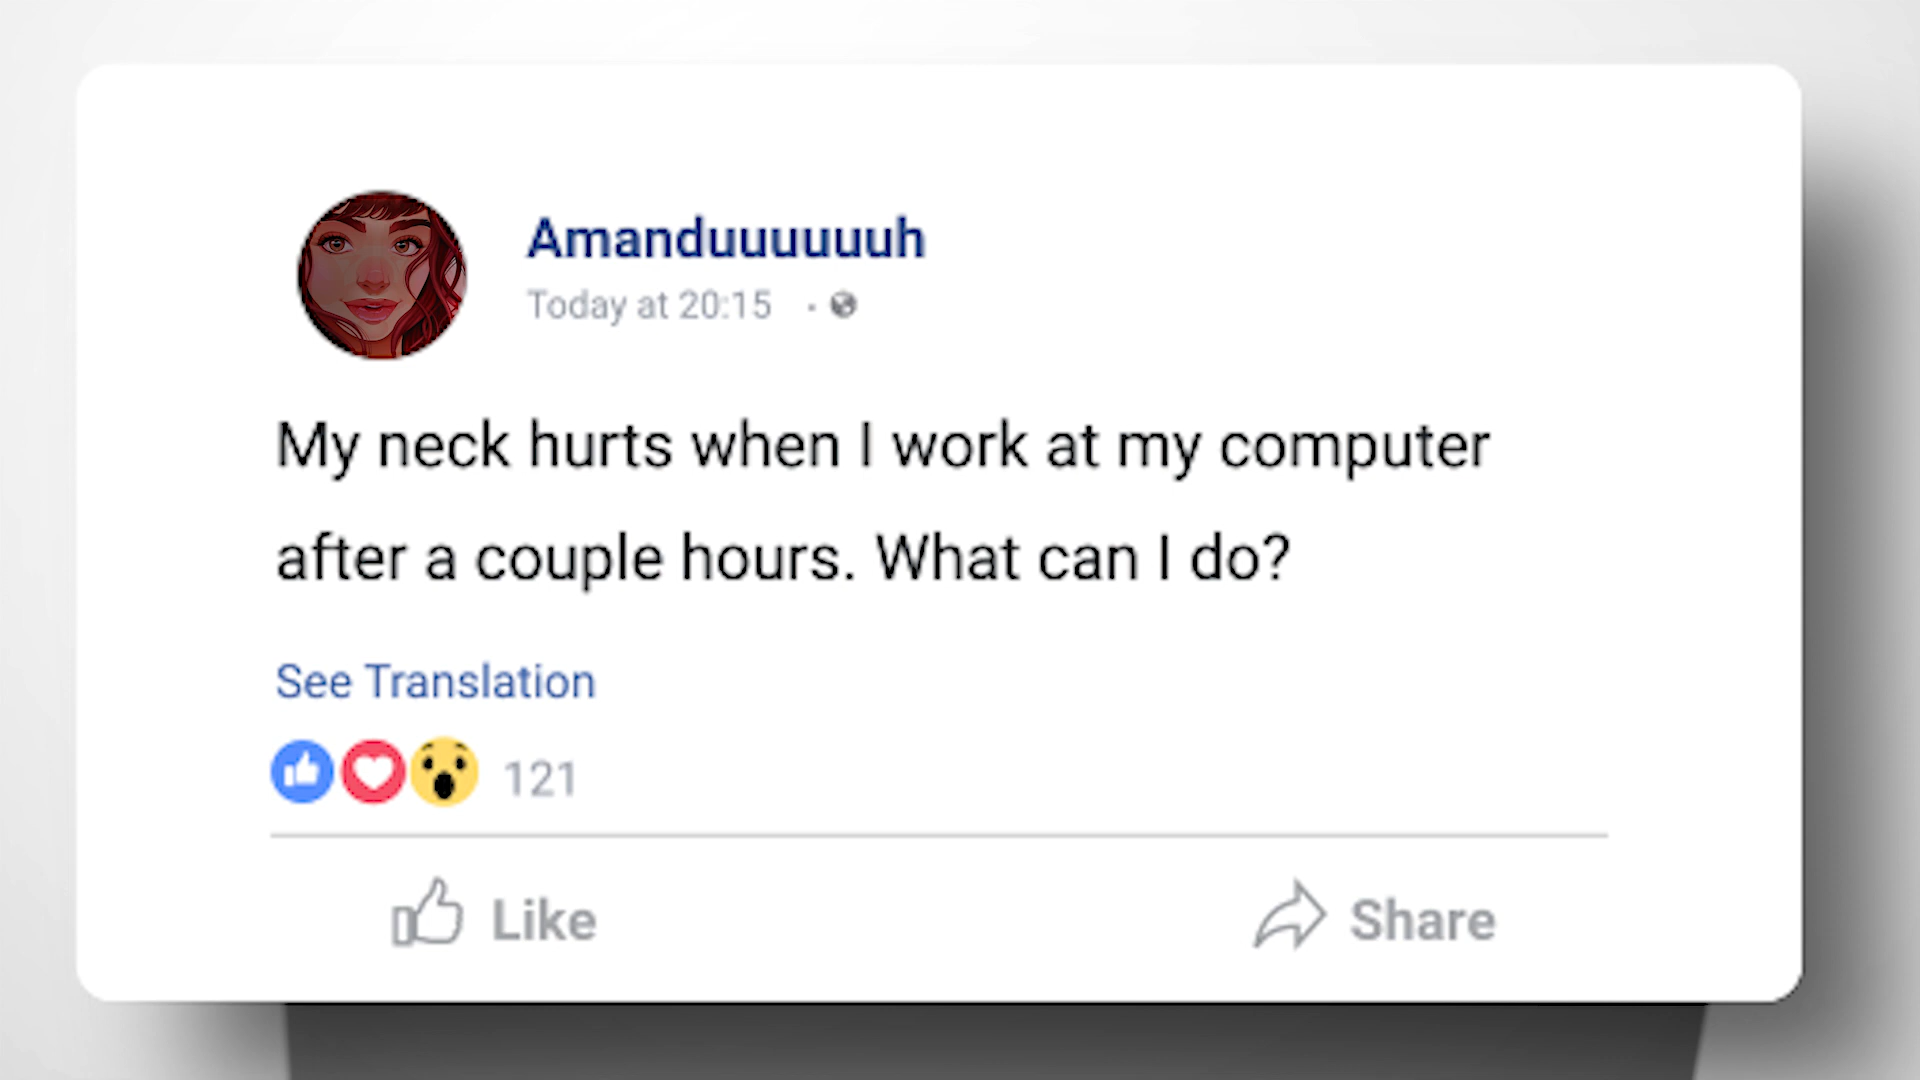 Amanduuuuuuh
Today at 20:15 ·
My neck hurts when I work at my computer
after a couple hours. What can I do?
See Translation
121
Like
Share